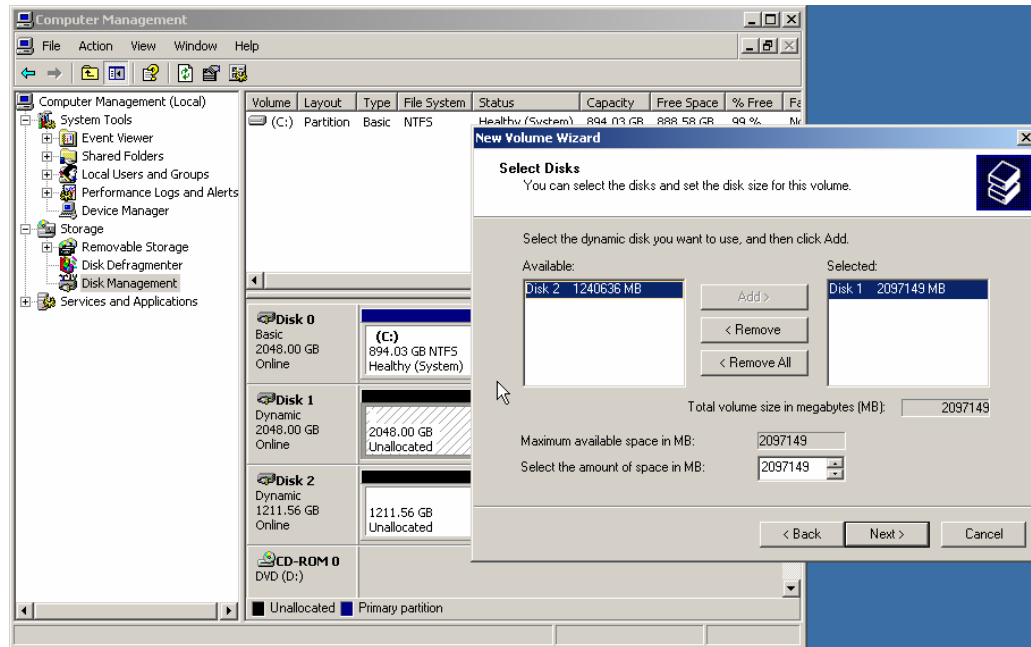 Computer Management
File Action View Window Help
Computer Management (Local)
System Tools
Event Viewer
Shared Folders
Local Users and Groups
Performance Logs and Alerts
Device Manager
Storage
Removable Storage
Disk Defragmenter
Disk Management
Services and Applications
Volume Layout Type File System Status Capacity Free Space % Free Fa
(C:) Partition Basic NTFS Healthy (System) 894.03 GB 888.58 GB 99 %
Disk 0
Basic
2048.00 GB
Online
(C:)
894.03 GB NTFS
Healthy (System)
Disk 1
Dynamic
2048.00 GB
Online
2048.00 GB
Unallocated
Disk 2
Dynamic
1211.56 GB
Online
1211.56 GB
Unallocated
CD-ROM 0
DVD (D:)
Unallocated Primary partition
New Volume Wizard
Select Disks
You can select the disks and set the disk size for this volume.
Select the dynamic disk you want to use, and then click Add.
Available: Selected:
Disk 2 1240636 MB
Disk 1 2097149 MB
Add >
< Remove
< Remove All
Total volume size in megabytes (MB): 2097149
Maximum available space in MB: 2097149
Select the amount of space in MB: 2097149
< Back Next > Cancel